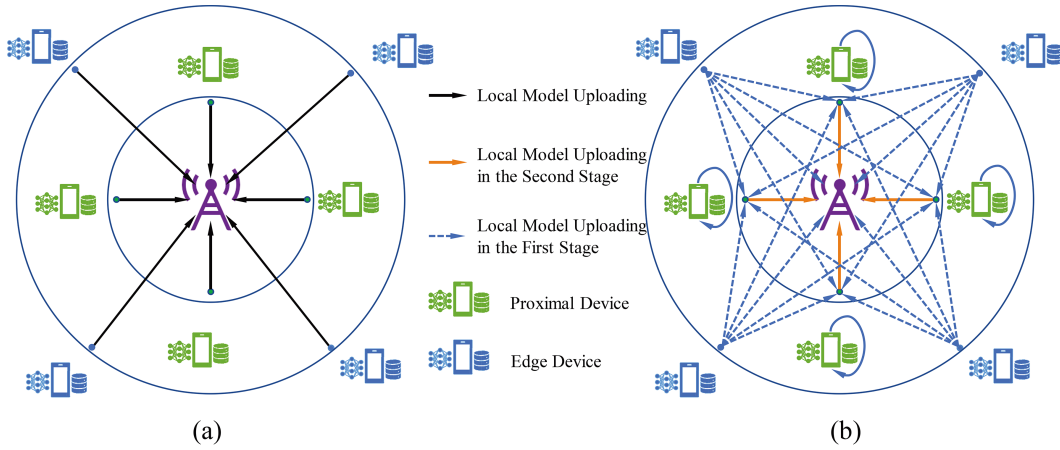 Local Model Uploading
Local Model Uploading
in the Second Stage
Local Model Uploading
in the First Stage
Proximal Device
Edge Device
(a)
(b)